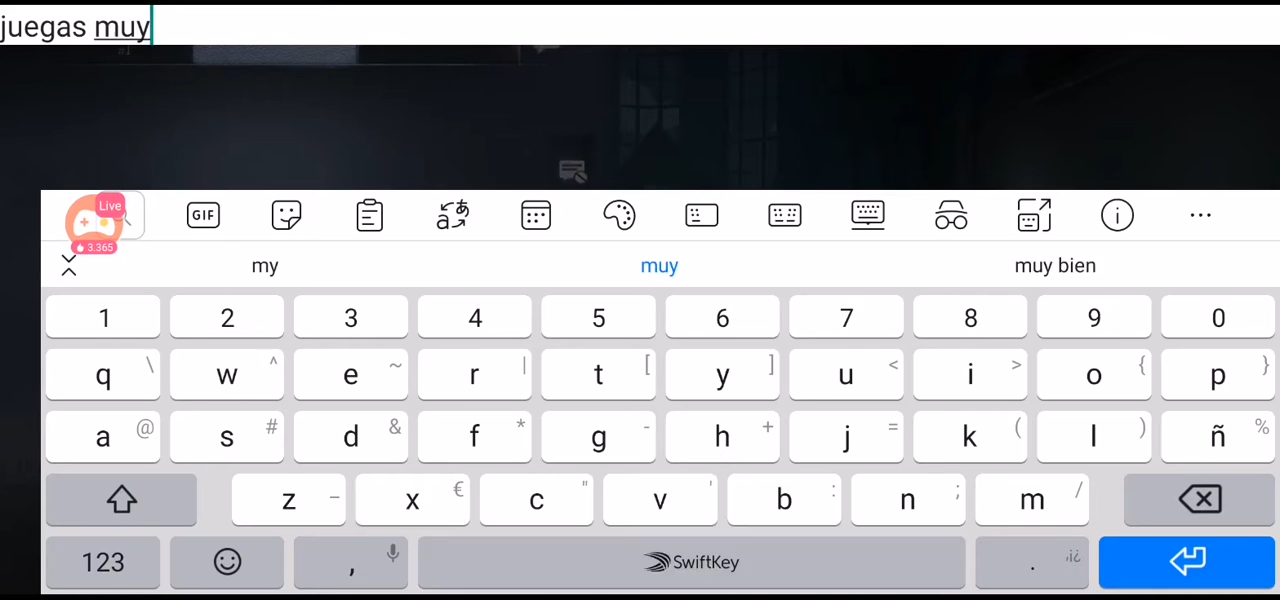 juegas muy
#1
Live
GIF
3.365
my muy muy bien
1 2 3 4 5 6 7 8 9 0
q \ w ^ e ~ r | t [ y ] u < i > o { p }
a @ s # d & f * g - h + j = k ( l ) ñ %
z _ x € c " v ' b : n ; m /
123 , SwiftKey . ,i¿